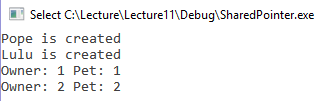 Select C:\Lecture\Lecture11\Debug\SharedPointer.exe
Pope is created
Lulu is created
Owner: 1 Pet: 1
Owner: 2 Pet: 2